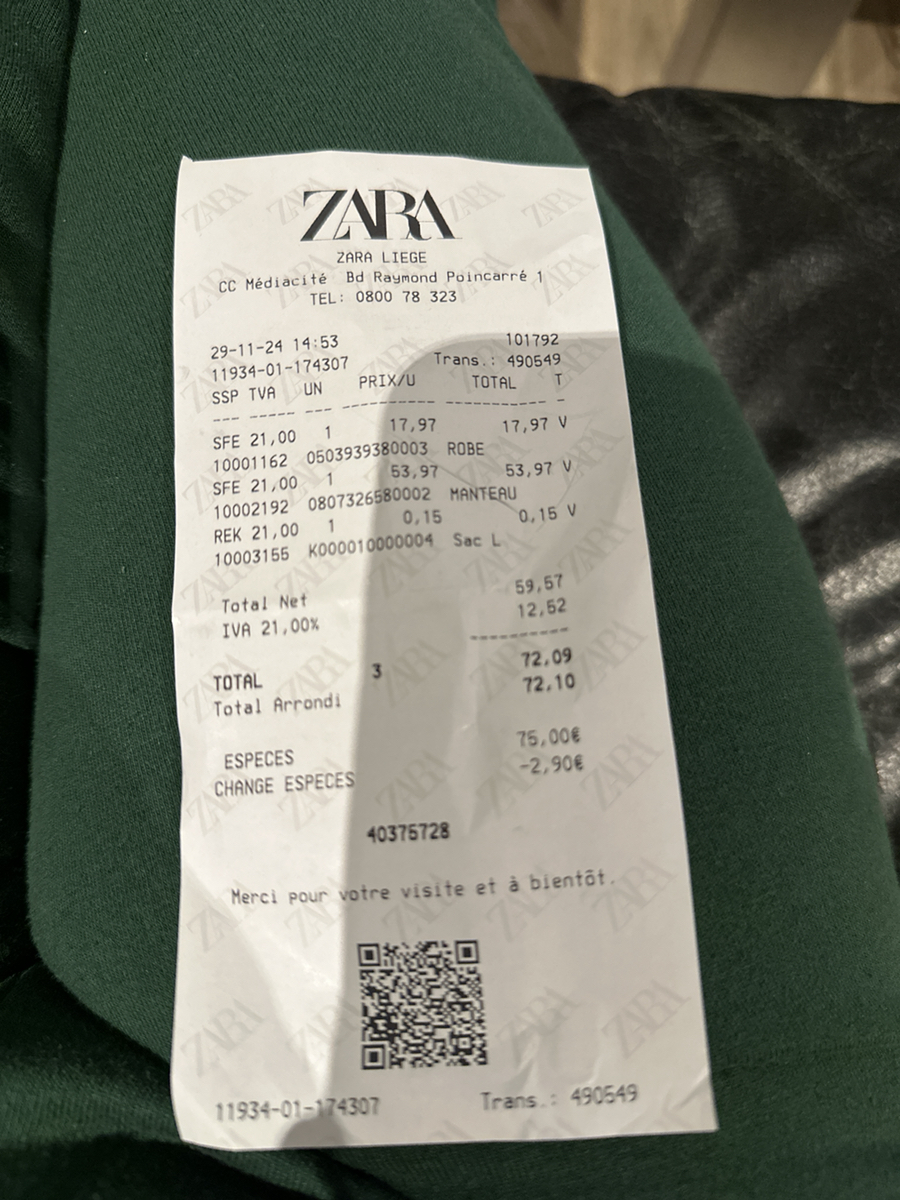 ZARA
ZARA LIEGE
CC Médiacité Bd Raymond Poincarré 1
TEL: 0800 78 323
29-11-24 14:53 101792
11934-01-174307 Trans.: 490549
SSP TVA UN PRIX/U TOTAL T
--- ----- --- ---------- ----------- -
SFE 21,00 1 17,97 17,97 V
10001162 0503939380003 ROBE
SFE 21,00 1 53,97 53,97 V
10002192 0807326580002 MANTEAU
REK 21,00 1 0,15 0,15 V
10003155 K000010000004 Sac L
Total Net 59,57
IVA 21,00% 12,52
----------
TOTAL 3 72,09
Total Arrondi 72,10
ESPECES 75,00€
CHANGE ESPECES -2,90€
40375728
Merci pour votre visite et à bientôt.
11934-01-174307 Trans.: 490549